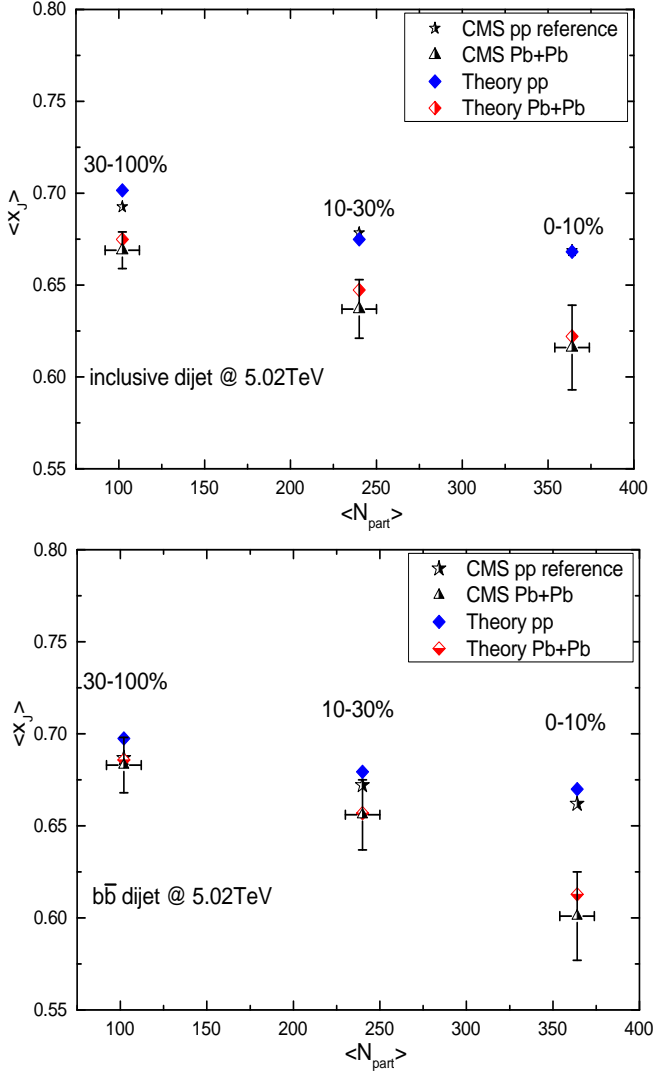 0.80
CMS pp reference
CMS Pb+Pb
Theory pp
Theory Pb+Pb
0.75
30-100%
0.70
10-30%
0-10%
<xJ>
0.65
0.60
inclusive dijet @ 5.02TeV
0.55
100 150 200 250 300 350 400
<Npart>
0.80
CMS pp reference
CMS Pb+Pb
Theory pp
Theory Pb+Pb
0.75
30-100%
10-30%
0-10%
0.70
<xJ>
0.65
0.60
bb̅ dijet @ 5.02TeV
0.55
100 150 200 250 300 350 400
<Npart>